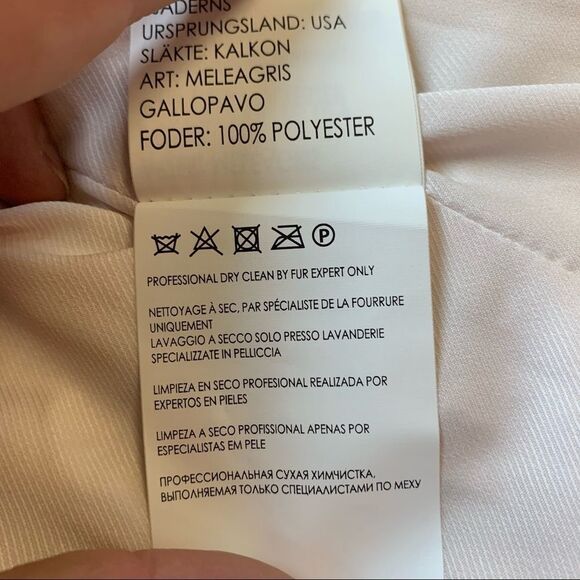 URSPRUNGSLAND: USA
SLÄKTE: KALKON
ART: MELEAGRIS
GALLOPAVO
FODER: 100% POLYESTER
P
PROFESSIONAL DRY CLEAN BY FUR EXPERT ONLY
NETTOYAGE À SEC, PAR SPÉCIALISTE DE LA FOURRURE
UNIQUEMENT
LAVAGGIO A SECCO SOLO PRESSO LAVANDERIE
SPECIALIZZATE IN PELLICCIA
LIMPIEZA EN SECO PROFESIONAL REALIZADA POR
EXPERTOS EN PIELES
LIMPEZA A SECO PROFISSIONAL APENAS POR
ESPECIALISTAS EM PELE
ПРОФЕССИОНАЛЬНАЯ СУХАЯ ХИМЧИСТКА,
ВЫПОЛНЯЕМАЯ ТОЛЬКО СПЕЦИАЛИСТАМИ ПО МЕХУ